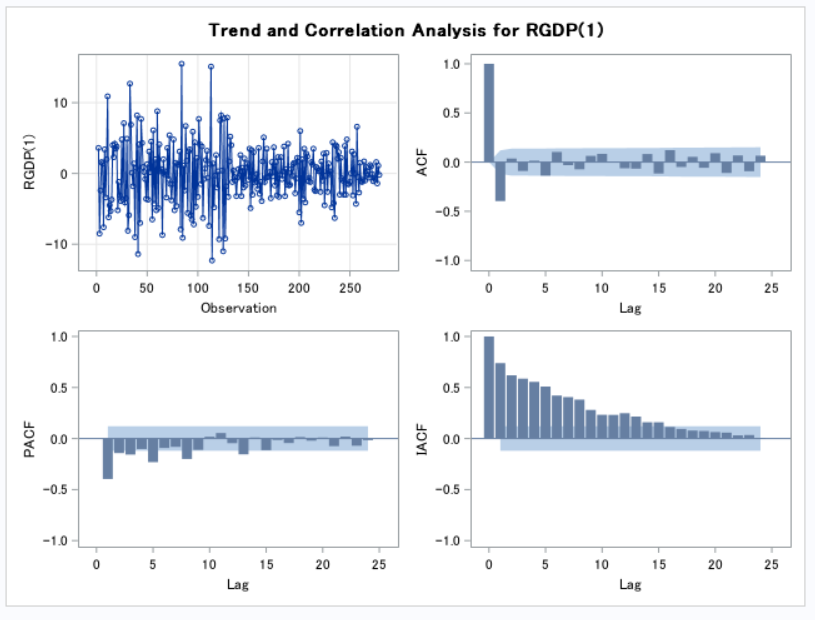 Trend and Correlation Analysis for RGDP(1)
RGDP(1)
10
0
−10
0 50 100 150 200 250
Observation
ACF
1.0
0.5
0.0
−0.5
−1.0
0 5 10 15 20 25
Lag
PACF
1.0
0.5
0.0
−0.5
−1.0
0 5 10 15 20 25
Lag
IACF
1.0
0.5
0.0
−0.5
−1.0
0 5 10 15 20 25
Lag